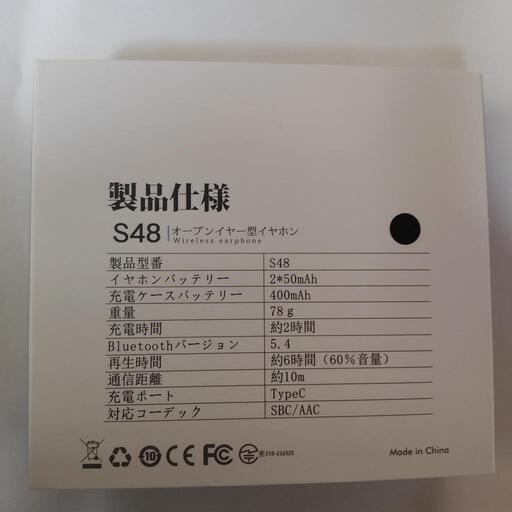 製品仕様
S48 オープンイヤー型イヤホン
Wireless earphone
製品型番 S48
イヤホンバッテリー 2*50mAh
充電ケースバッテリー 400mAh
重量 78g
充電時間 約2時間
Bluetoothバージョン 5.4
再生時間 約6時間（60％音量）
通信距離 約10m
充電ポート TypeC
対応コーデック SBC/AAC
10 CE FC R 210-232325
Made in China